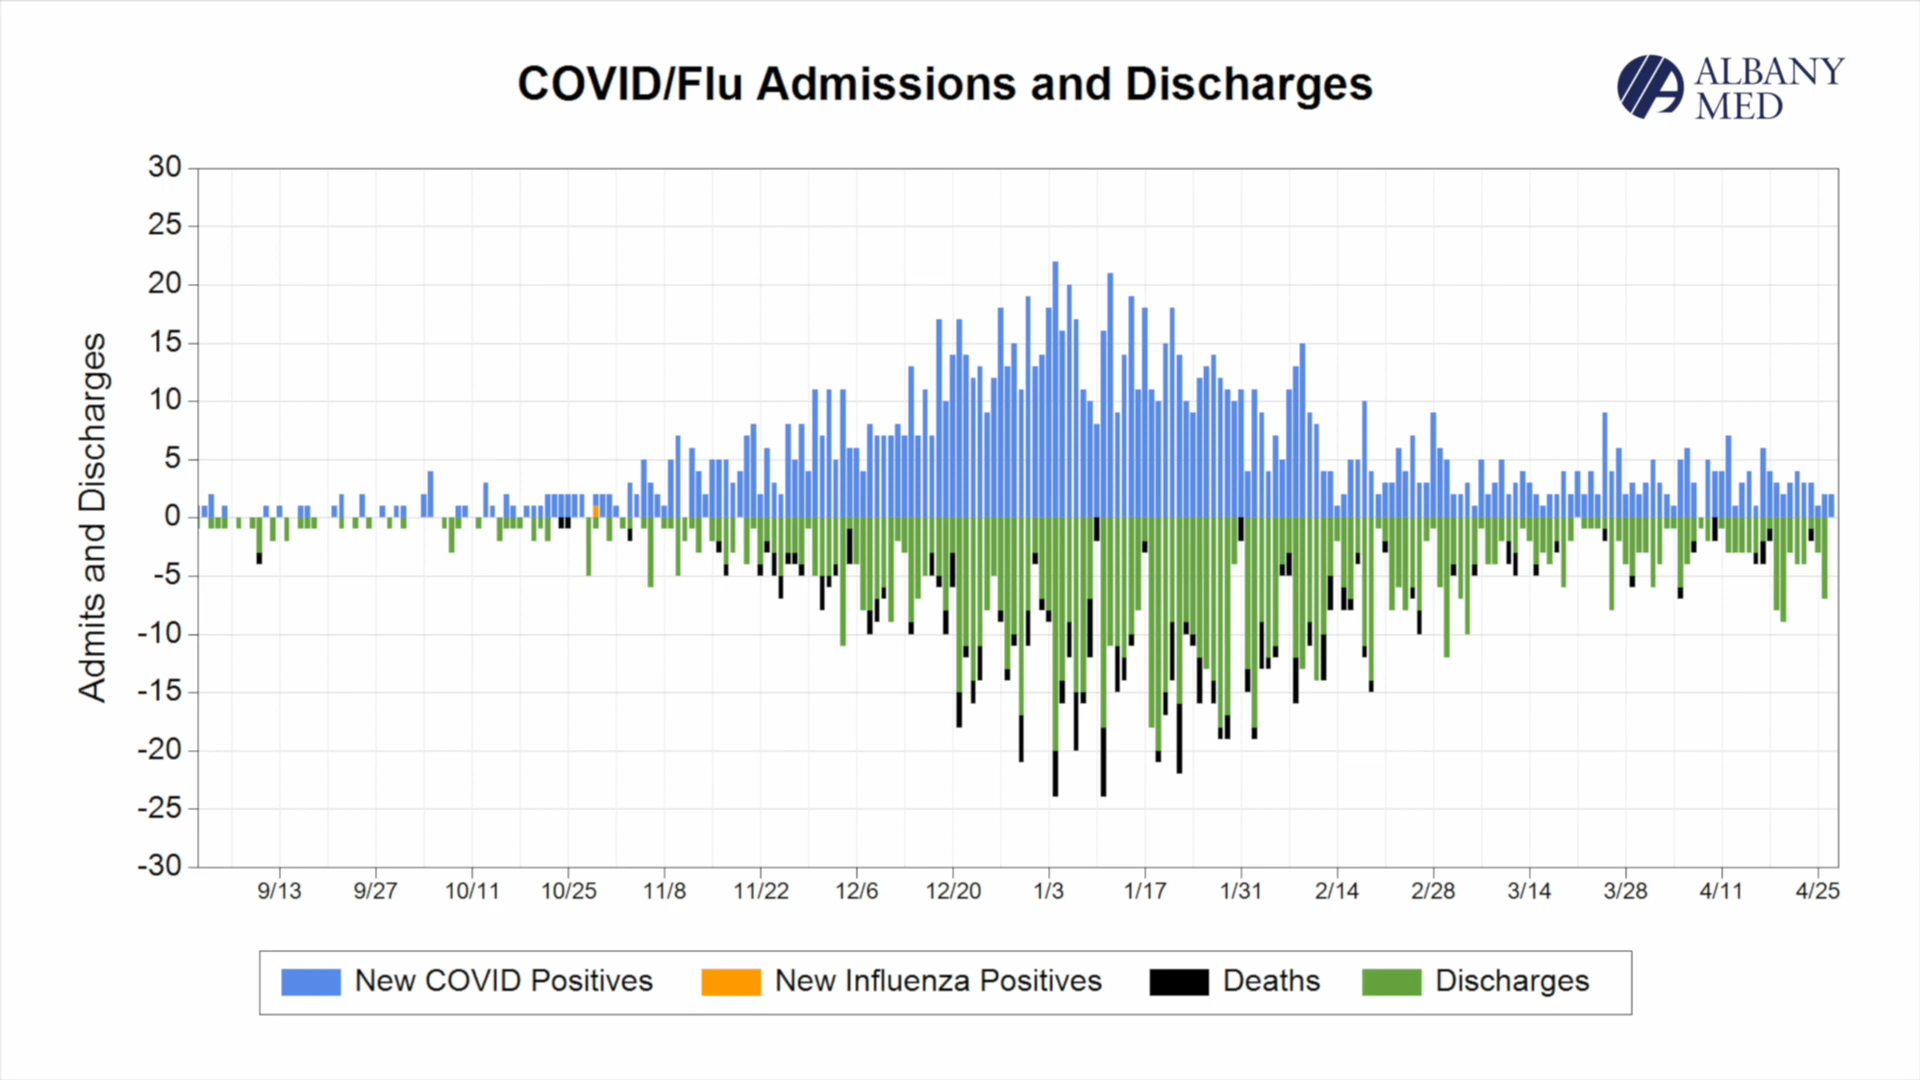 COVID/Flu Admissions and Discharges
ALBANY
MED
Admits and Discharges
30
25
20
15
10
5
0
-5
-10
-15
-20
-25
-30
9/13 9/27 10/11 10/25 11/8 11/22 12/6 12/20 1/3 1/17 1/31 2/14 2/28 3/14 3/28 4/11 4/25
New COVID Positives New Influenza Positives Deaths Discharges